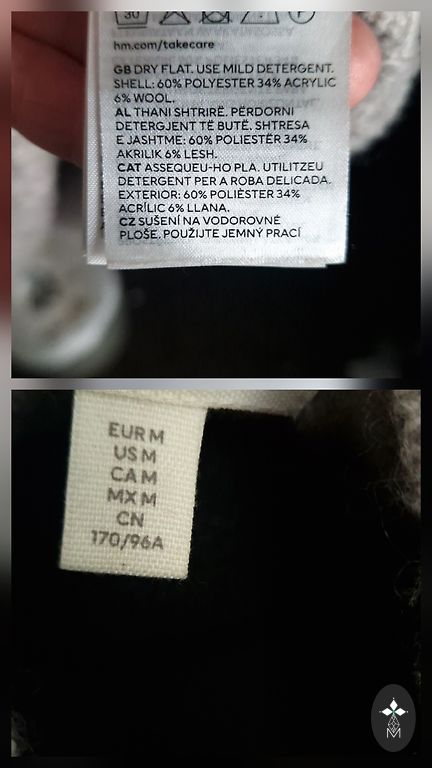 30
hm.com/takecare
GB DRY FLAT. USE MILD DETERGENT.
SHELL: 60% POLYESTER 34% ACRYLIC
6% WOOL.
AL THANI SHTRIRË. PËRDORNI
DETERGJENT TË BUTË. SHTRESA
E JASHTME: 60% POLIESTËR 34%
AKRILIK 6% LESH.
CAT ASSEQUEU-HO PLA. UTILITZEU
DETERGENT PER A ROBA DELICADA.
EXTERIOR: 60% POLIÈSTER 34%
ACRÍLIC 6% LLANA.
CZ SUŠENÍ NA VODOROVNÉ
PLOŠE. POUŽIJTE JEMNÝ PRACÍ
EUR M
US M
CA M
MX M
CN
170/96A
M